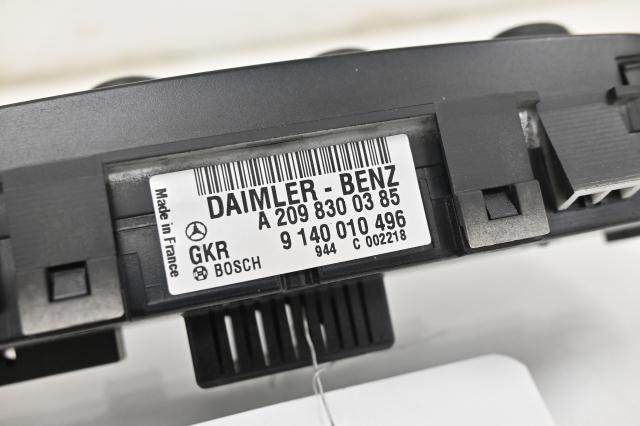 Made in France
DAIMLER - BENZ
A 209 830 03 85
GKR 9 140 010 496
BOSCH 944 C 002218